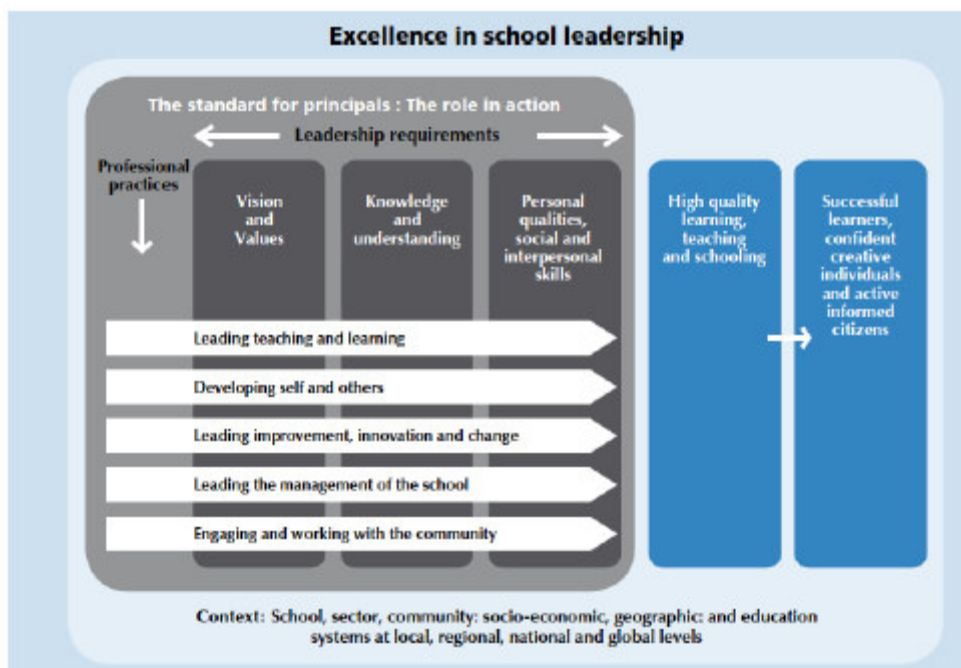 Excellence in school leadership
The standard for principals : The role in action
Leadership requirements
Professional
practices
Vision
and
Values
Knowledge
and
understanding
Personal
qualities,
social and
interpersonal
skills
High quality
learning,
teaching
and schooling
Successful
learners,
confident
creative
individuals
and active
informed
citizens
Leading teaching and learning
Developing self and others
Leading improvement, innovation and change
Leading the management of the school
Engaging and working with the community
Context: School, sector, community: socio-economic, geographic: and education
systems at local, regional, national and global levels